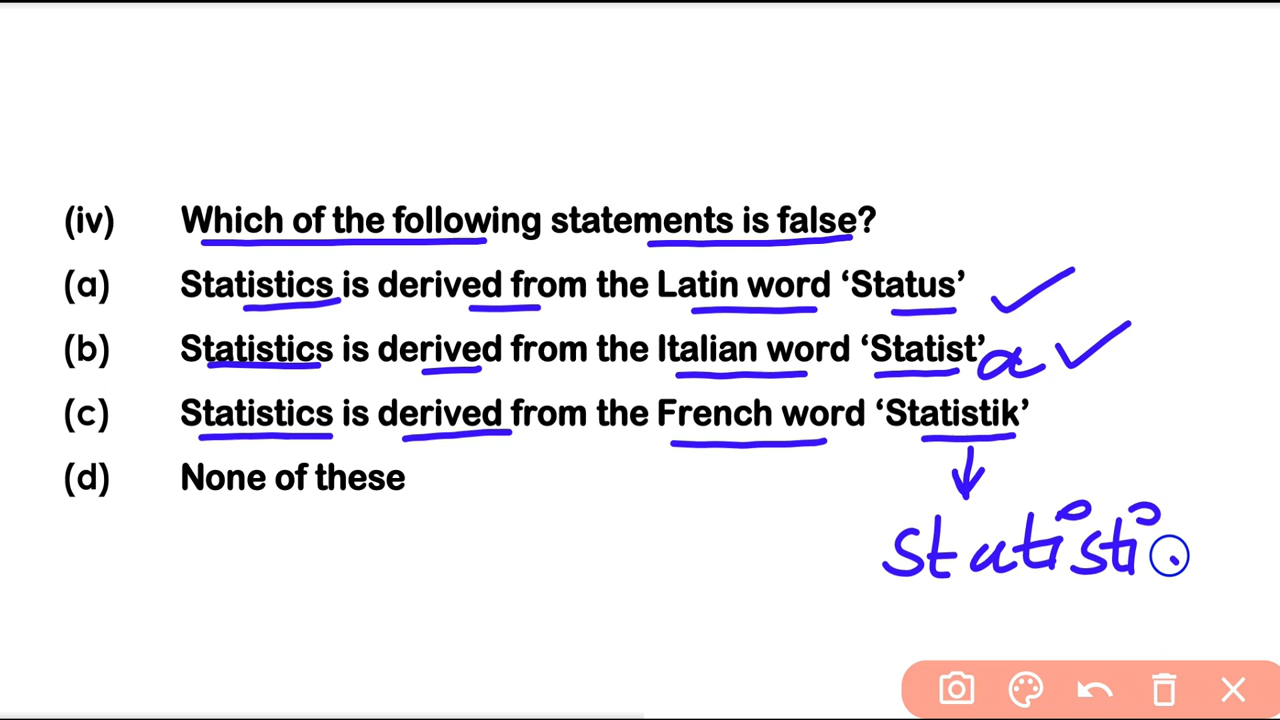 (iv) Which of the following statements is false?
(a) Statistics is derived from the Latin word ‘Status’
(b) Statistics is derived from the Italian word ‘Statist’ a
(c) Statistics is derived from the French word ‘Statistik’
(d) None of these
statisti